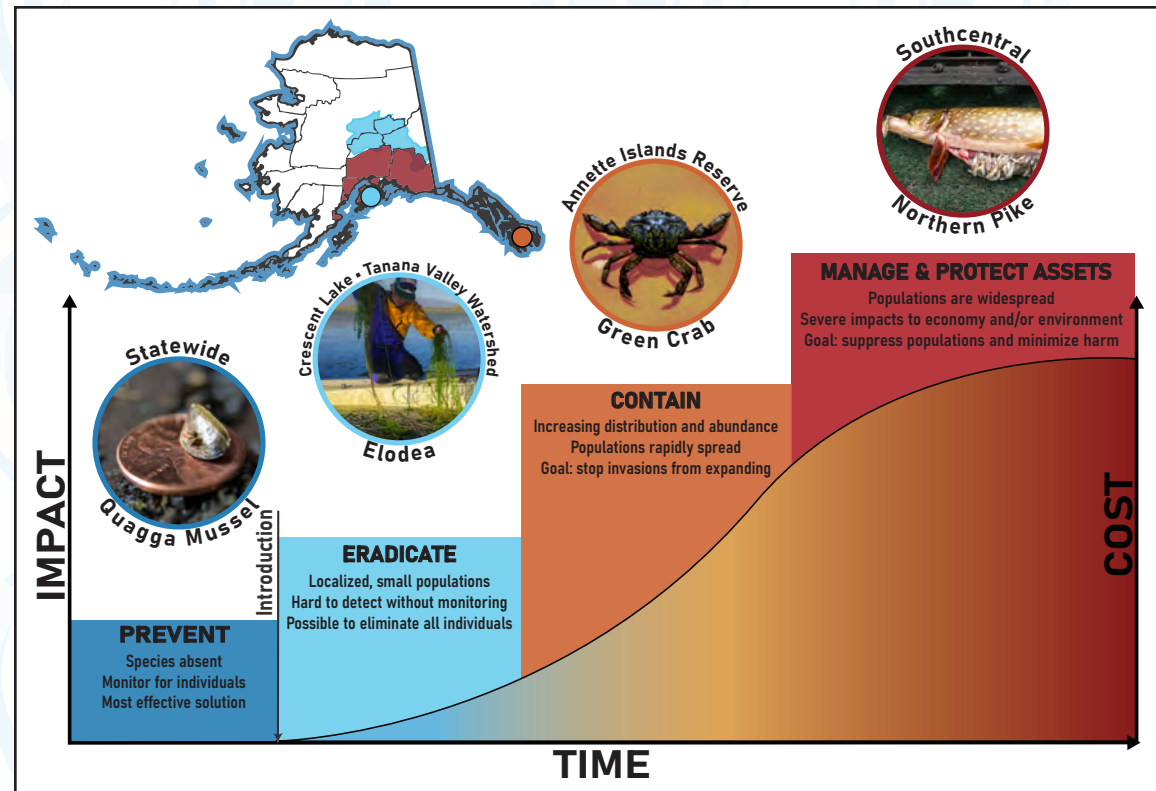 Southcentral
Northern Pike
Annette Islands Reserve
Green Crab
Crescent Lake • Tanana Valley Watershed
Elodea
Statewide
Quagga Mussel
MANAGE & PROTECT ASSETS
Populations are widespread
Severe impacts to economy and/or environment
Goal: suppress populations and minimize harm
CONTAIN
Increasing distribution and abundance
Populations rapidly spread
Goal: stop invasions from expanding
Introduction
ERADICATE
Localized, small populations
Hard to detect without monitoring
Possible to eliminate all individuals
PREVENT
Species absent
Monitor for individuals
Most effective solution
IMPACT
COST
TIME